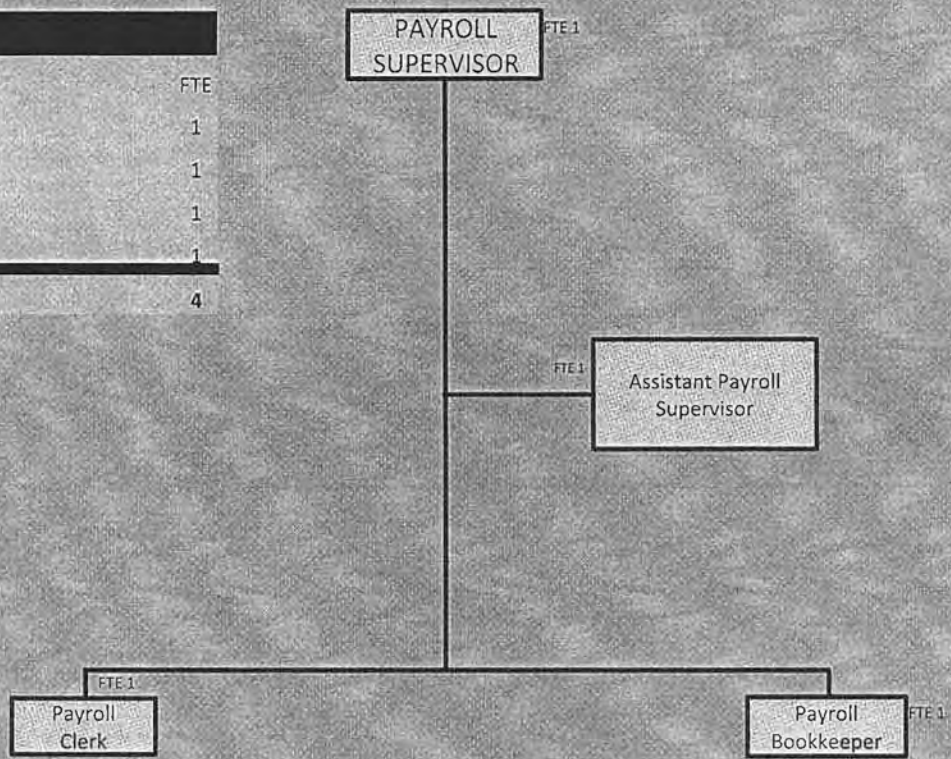 FTE
1
1
1
1
4
PAYROLL
SUPERVISOR
FTE 1
FTE 1
Assistant Payroll
Supervisor
FTE 1
Payroll
Clerk
Payroll
Bookkeeper
FTE 1